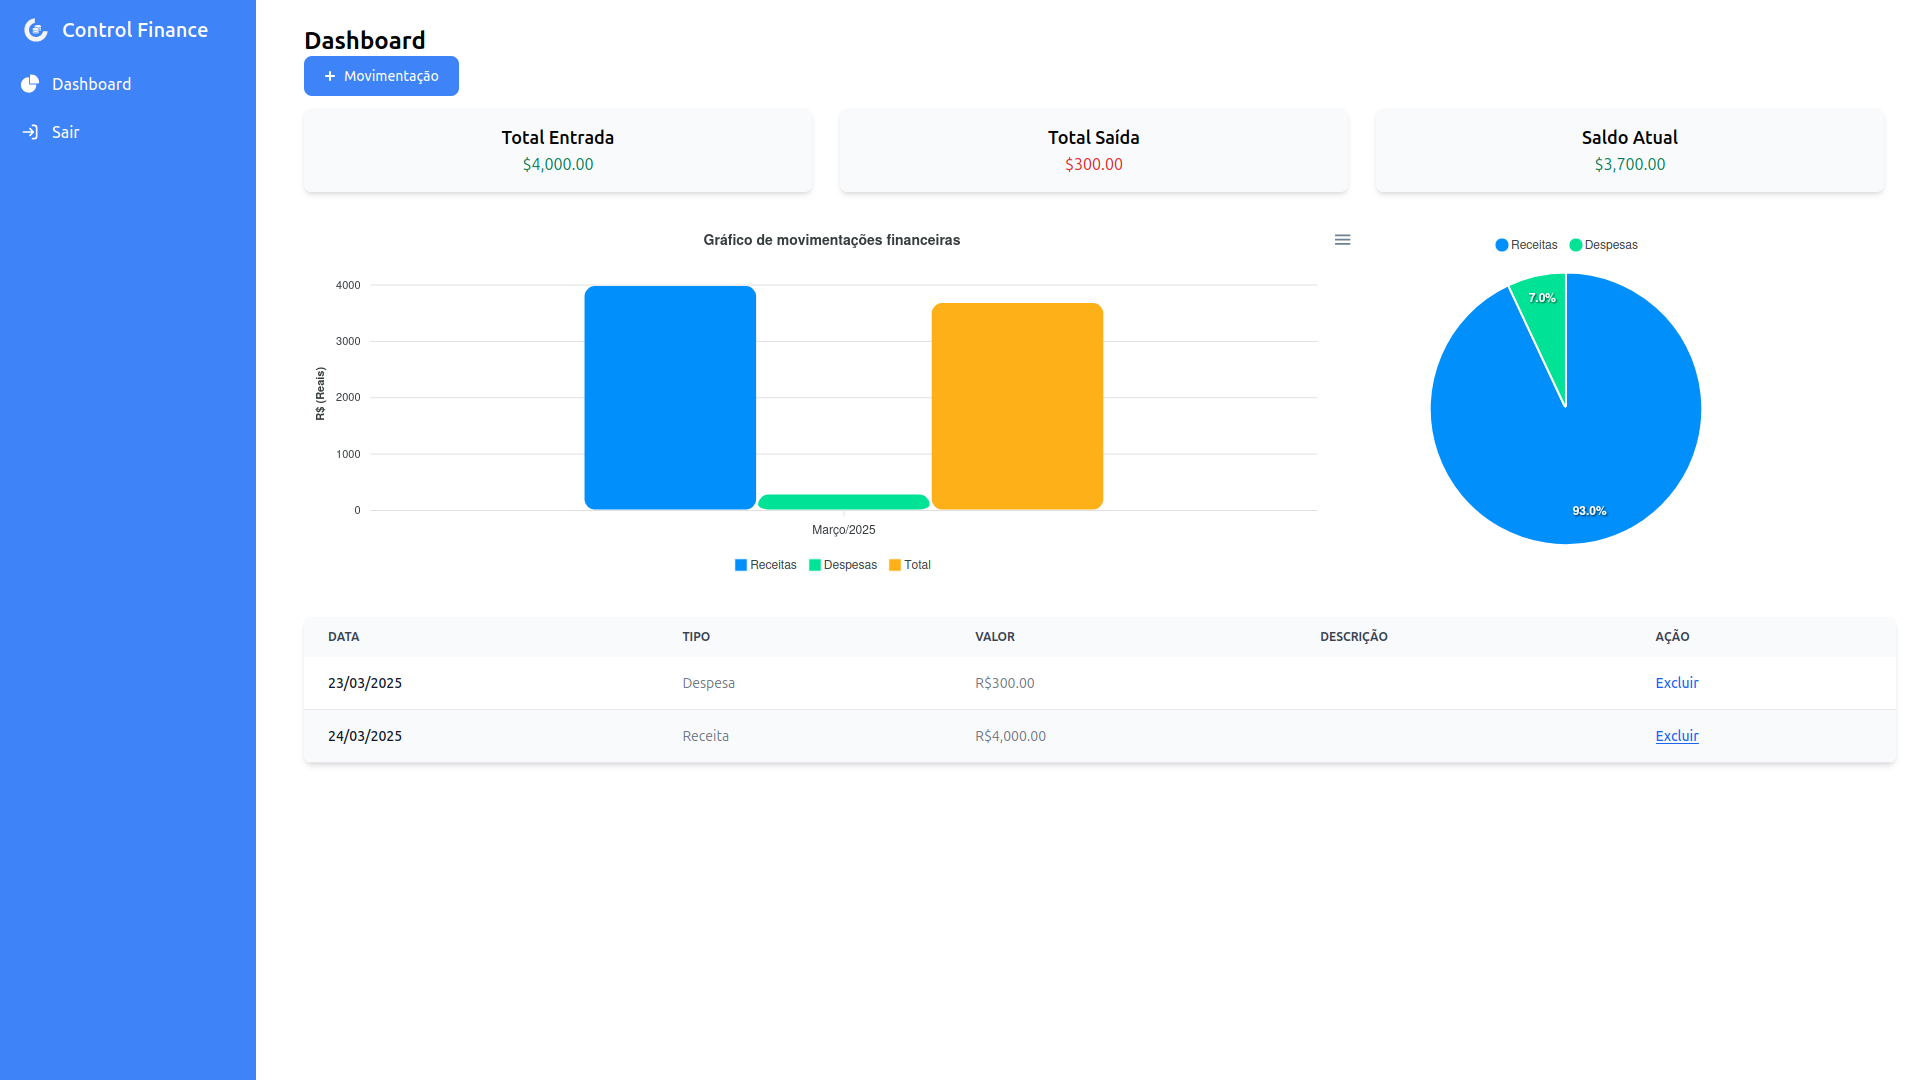 Control Finance
Dashboard
Sair
Dashboard
+ Movimentação
Total Entrada
$4,000.00
Total Saída
$300.00
Saldo Atual
$3,700.00
Gráfico de movimentações financeiras
R$ (Reais)
4000
3000
2000
1000
0
Março/2025
Receitas Despesas Total
Receitas Despesas
7.0%
93.0%
DATA TIPO VALOR DESCRIÇÃO AÇÃO
23/03/2025 Despesa R$300.00 Excluir
24/03/2025 Receita R$4,000.00 Excluir